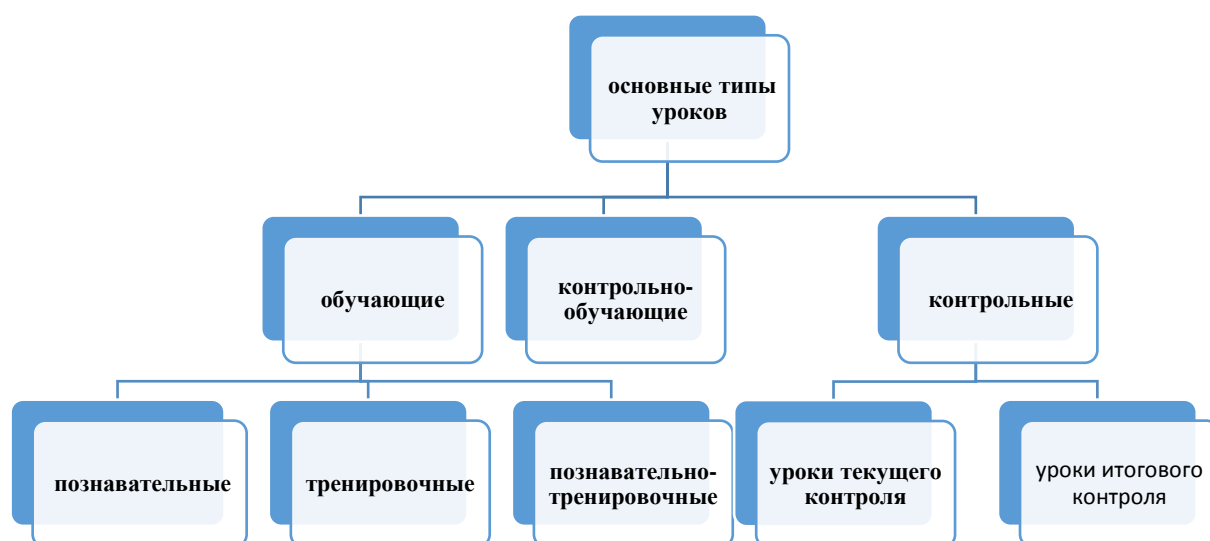 основные типы
уроков
обучающие
контрольно-
обучающие
контрольные
познавательные
тренировочные
познавательно-
тренировочные
уроки текущего
контроля
уроки итогового
контроля